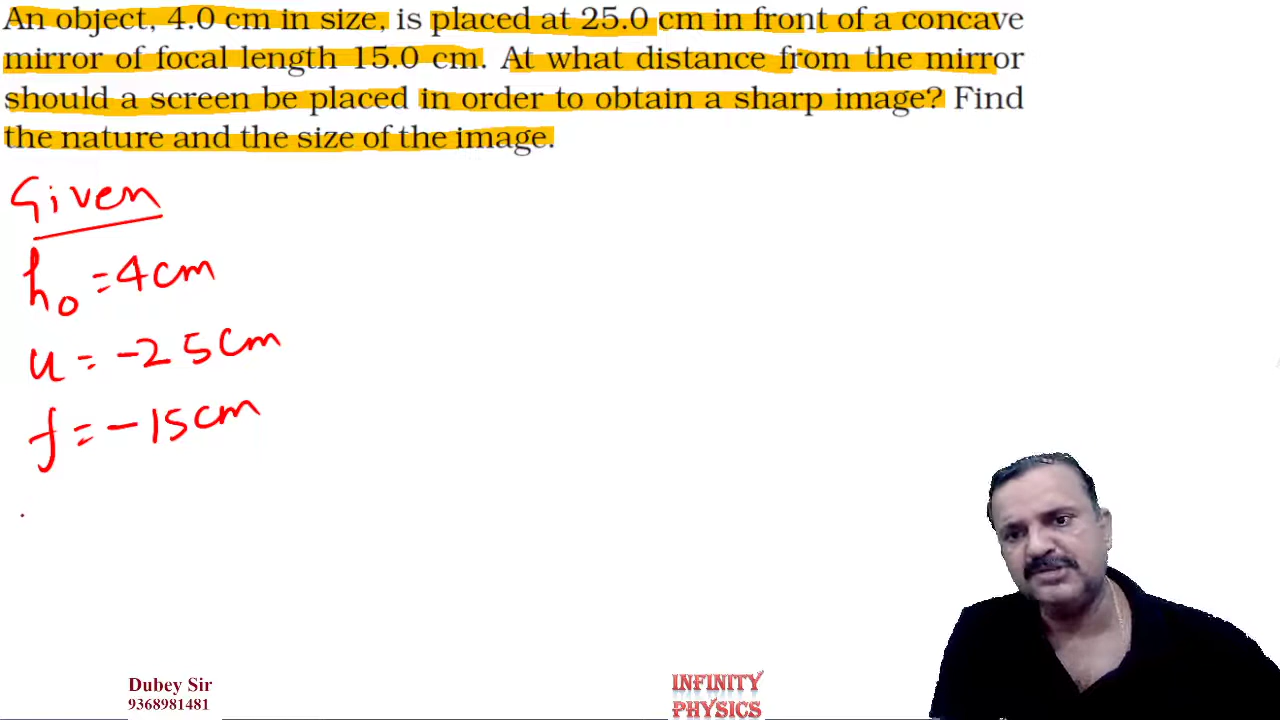 An object, 4.0 cm in size, is placed at 25.0 cm in front of a concave
mirror of focal length 15.0 cm. At what distance from the mirror
should a screen be placed in order to obtain a sharp image? Find
the nature and the size of the image.
Given
h₀ = 4cm
u = -25cm
f = -15cm
Dubey Sir
9368981481
INFINITY
PHYSICS